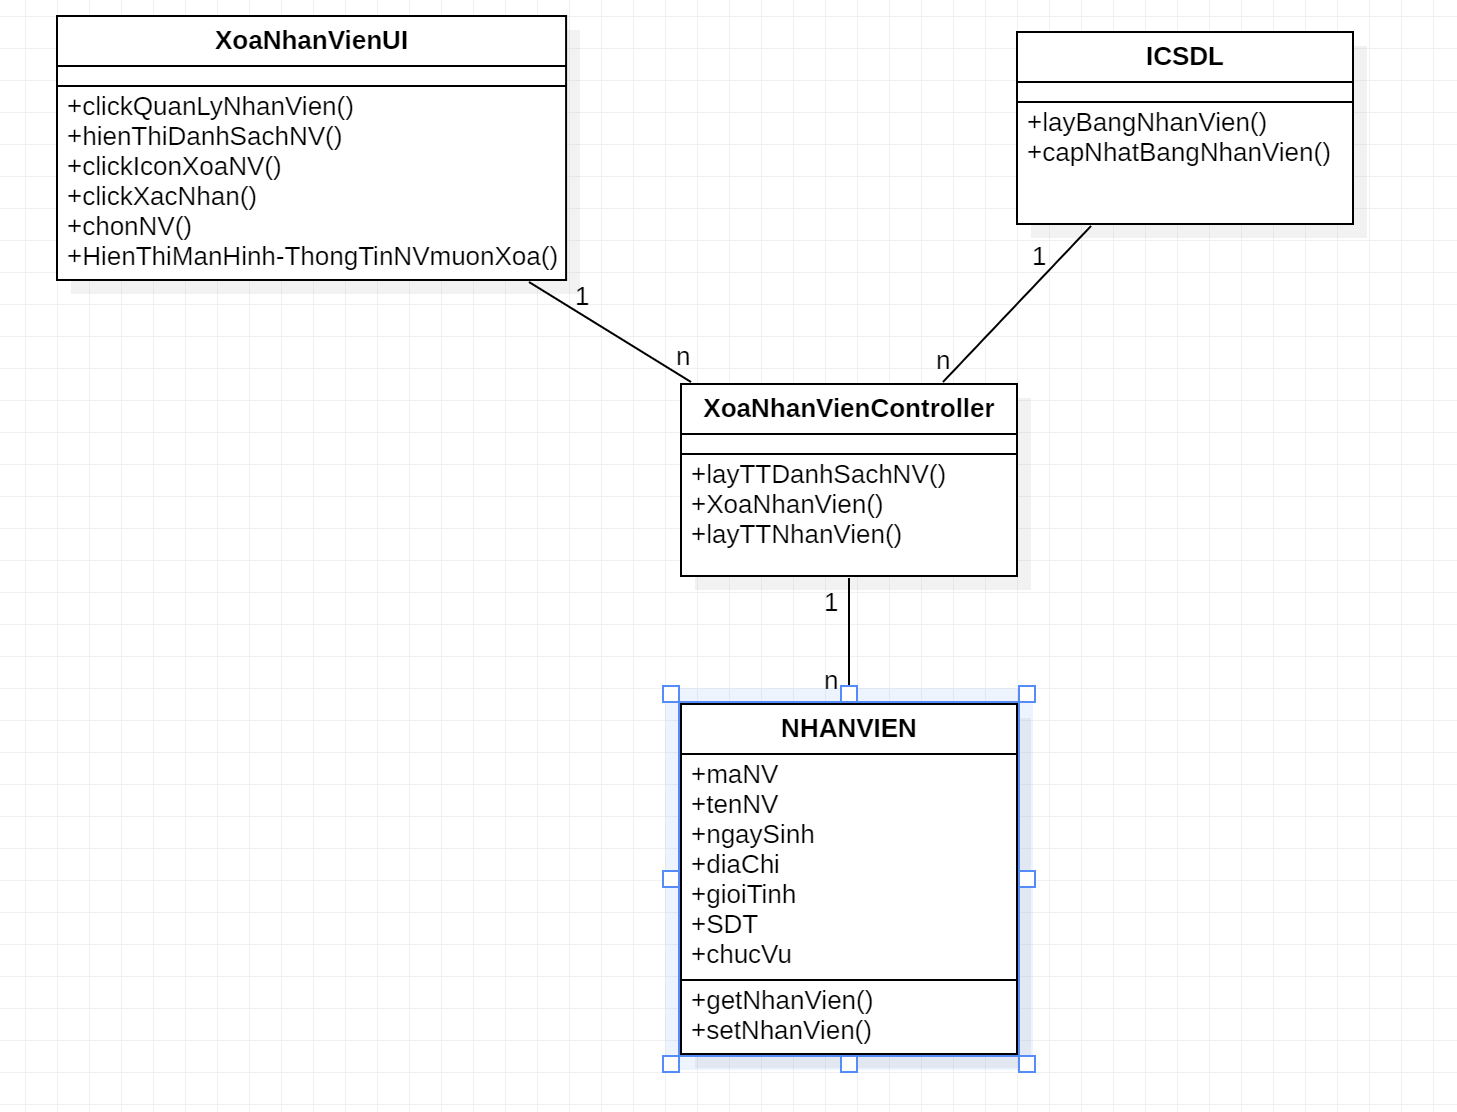 XoaNhanVienUI
+clickQuanLyNhanVien()
+hienThiDanhSachNV()
+clickIconXoaNV()
+clickXacNhan()
+chonNV()
+HienThiManHinh-ThongTinNVmuonXoa()
ICSDL
+layBangNhanVien()
+capNhatBangNhanVien()
1
1
n
n
XoaNhanVienController
+layTTDanhSachNV()
+XoaNhanVien()
+layTTNhanVien()
1
n
NHANVIEN
+maNV
+tenNV
+ngaySinh
+diaChi
+gioiTinh
+SDT
+chucVu
+getNhanVien()
+setNhanVien()